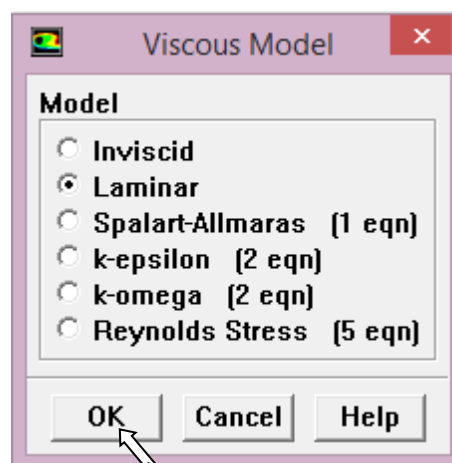 Viscous Model
Model
Inviscid
Laminar
Spalart-Allmaras (1 eqn)
k-epsilon (2 eqn)
k-omega (2 eqn)
Reynolds Stress (5 eqn)
OK Cancel Help